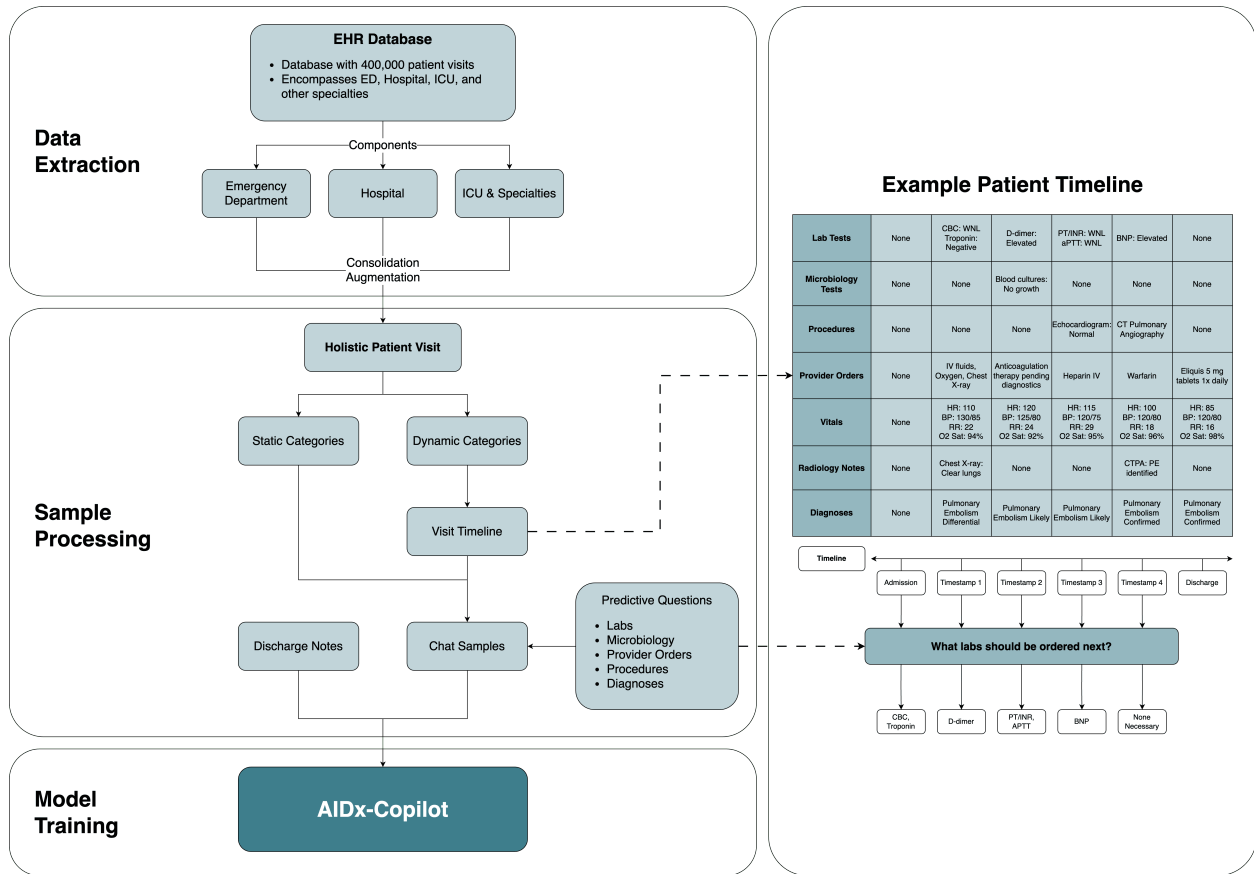 EHR Database
• Database with 400,000 patient visits
• Encompasses ED, Hospital, ICU, and
other specialties
Data
Extraction
Components
Emergency
Department
Hospital
ICU & Specialties
Consolidation
Augmentation
Holistic Patient Visit
Static Categories
Dynamic Categories
Sample
Processing
Visit Timeline
Predictive Questions
• Labs
• Microbiology
• Provider Orders
• Procedures
• Diagnoses
Discharge Notes
Chat Samples
Model
Training
AIDx-Copilot
Example Patient Timeline
Lab Tests
None
CBC: WNL
Troponin:
Negative
D-dimer:
Elevated
PT/INR: WNL
aPTT: WNL
BNP: Elevated
None
Microbiology
Tests
None
None
Blood cultures:
No growth
None
None
None
Procedures
None
None
None
Echocardiogram:
Normal
CT Pulmonary
Angiography
None
Provider Orders
None
IV fluids,
Oxygen, Chest
X-ray
Anticoagulation
therapy pending
diagnostics
Heparin IV
Warfarin
Eliquis 5 mg
tablets 1x daily
Vitals
None
HR: 110
BP: 130/85
RR: 22
O2 Sat: 94%
HR: 120
BP: 125/80
RR: 24
O2 Sat: 92%
HR: 115
BP: 120/75
RR: 29
O2 Sat: 95%
HR: 100
BP: 120/80
RR: 18
O2 Sat: 96%
HR: 85
BP: 120/80
RR: 16
O2 Sat: 98%
Radiology Notes
None
Chest X-ray:
Clear lungs
None
None
CTPA: PE
identified
None
Diagnoses
None
Pulmonary
Embolism
Differential
Pulmonary
Embolism Likely
Pulmonary
Embolism Likely
Pulmonary
Embolism
Confirmed
Pulmonary
Embolism
Confirmed
Timeline
Admission
Timestamp 1
Timestamp 2
Timestamp 3
Timestamp 4
Discharge
What labs should be ordered next?
CBC,
Troponin
D-dimer
PT/INR,
APTT
BNP
None
Necessary